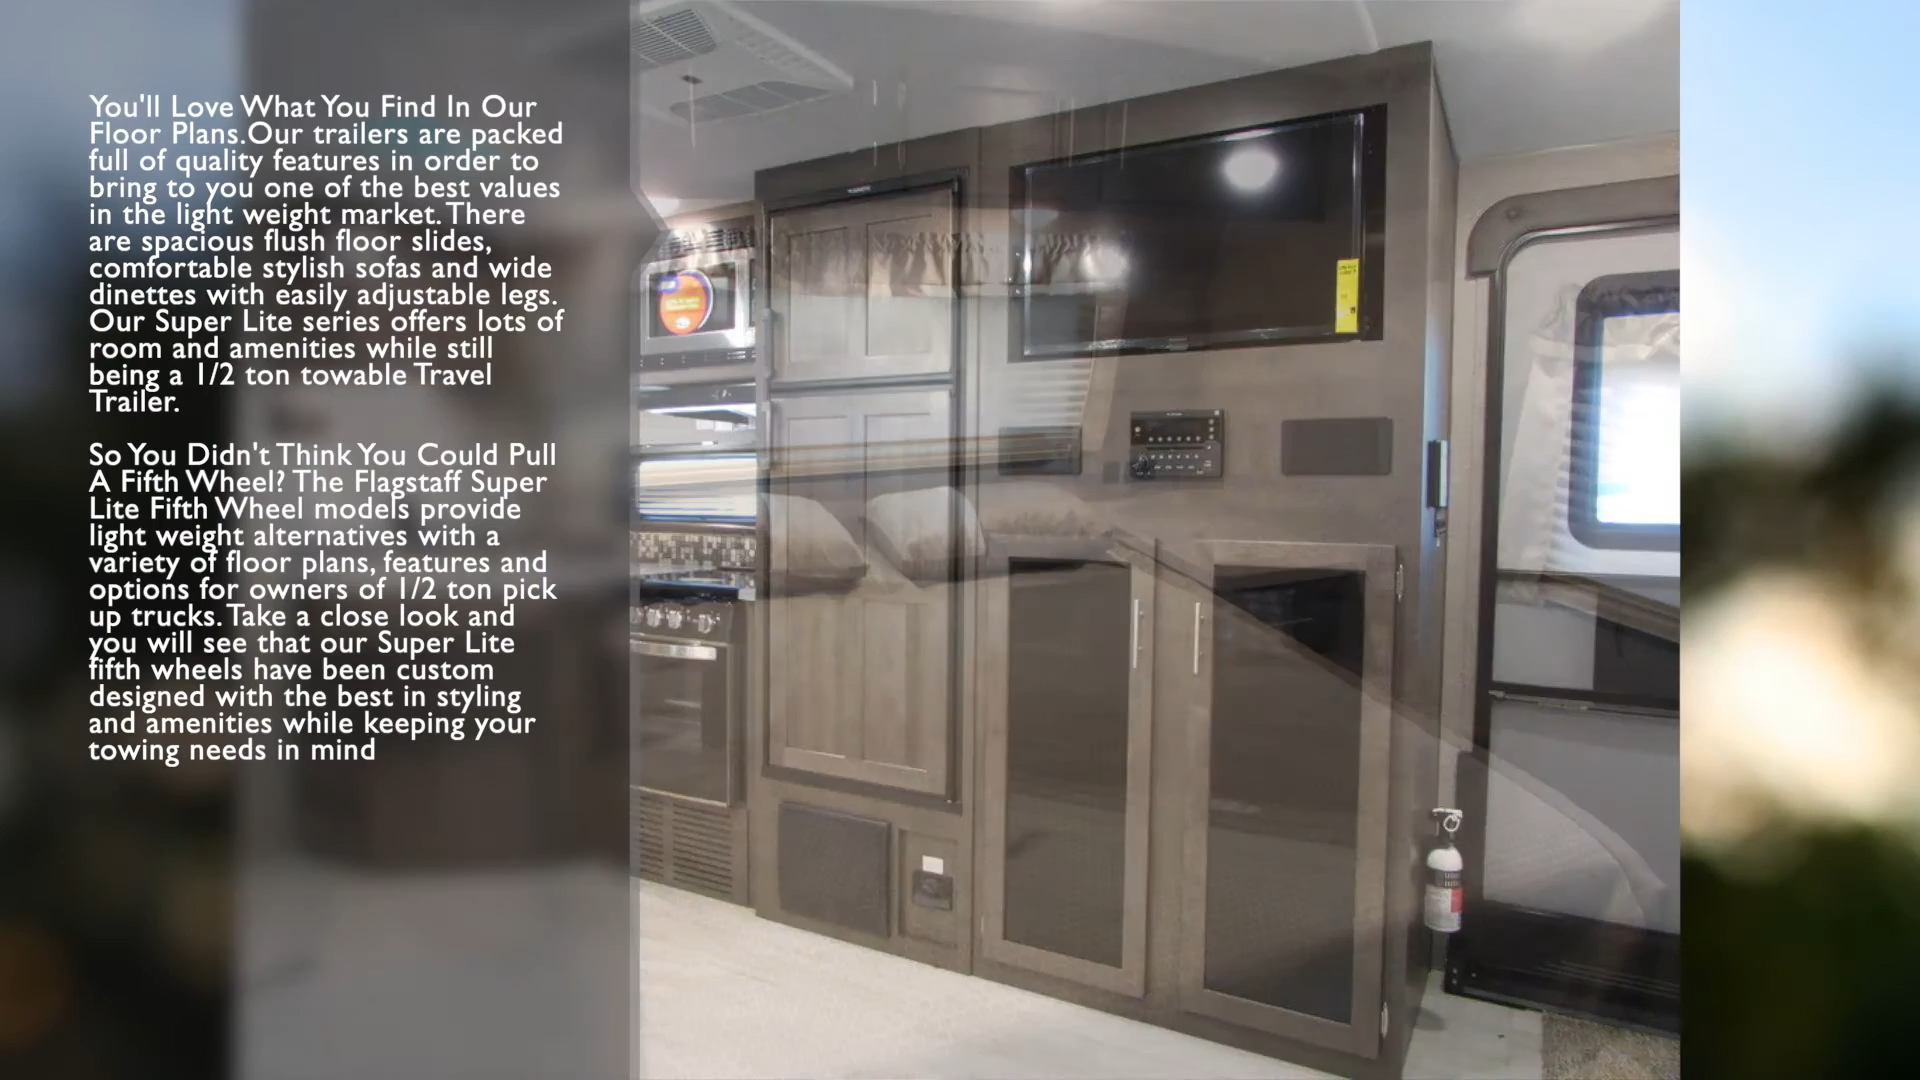 You'll Love What You Find In Our
Floor Plans.Our trailers are packed
full of quality features in order to
bring to you one of the best values
in the light weight market. There
are spacious flush floor slides,
comfortable stylish sofas and wide
dinettes with easily adjustable legs.
Our Super Lite series offers lots of
room and amenities while still
being a 1/2 ton towable Travel
Trailer.
So You Didn't Think You Could Pull
A Fifth Wheel? The Flagstaff Super
Lite Fifth Wheel models provide
light weight alternatives with a
variety of floor plans, features and
options for owners of 1/2 ton pick
up trucks. Take a close look and
you will see that our Super Lite
fifth wheels have been custom
designed with the best in styling
and amenities while keeping your
towing needs in mind